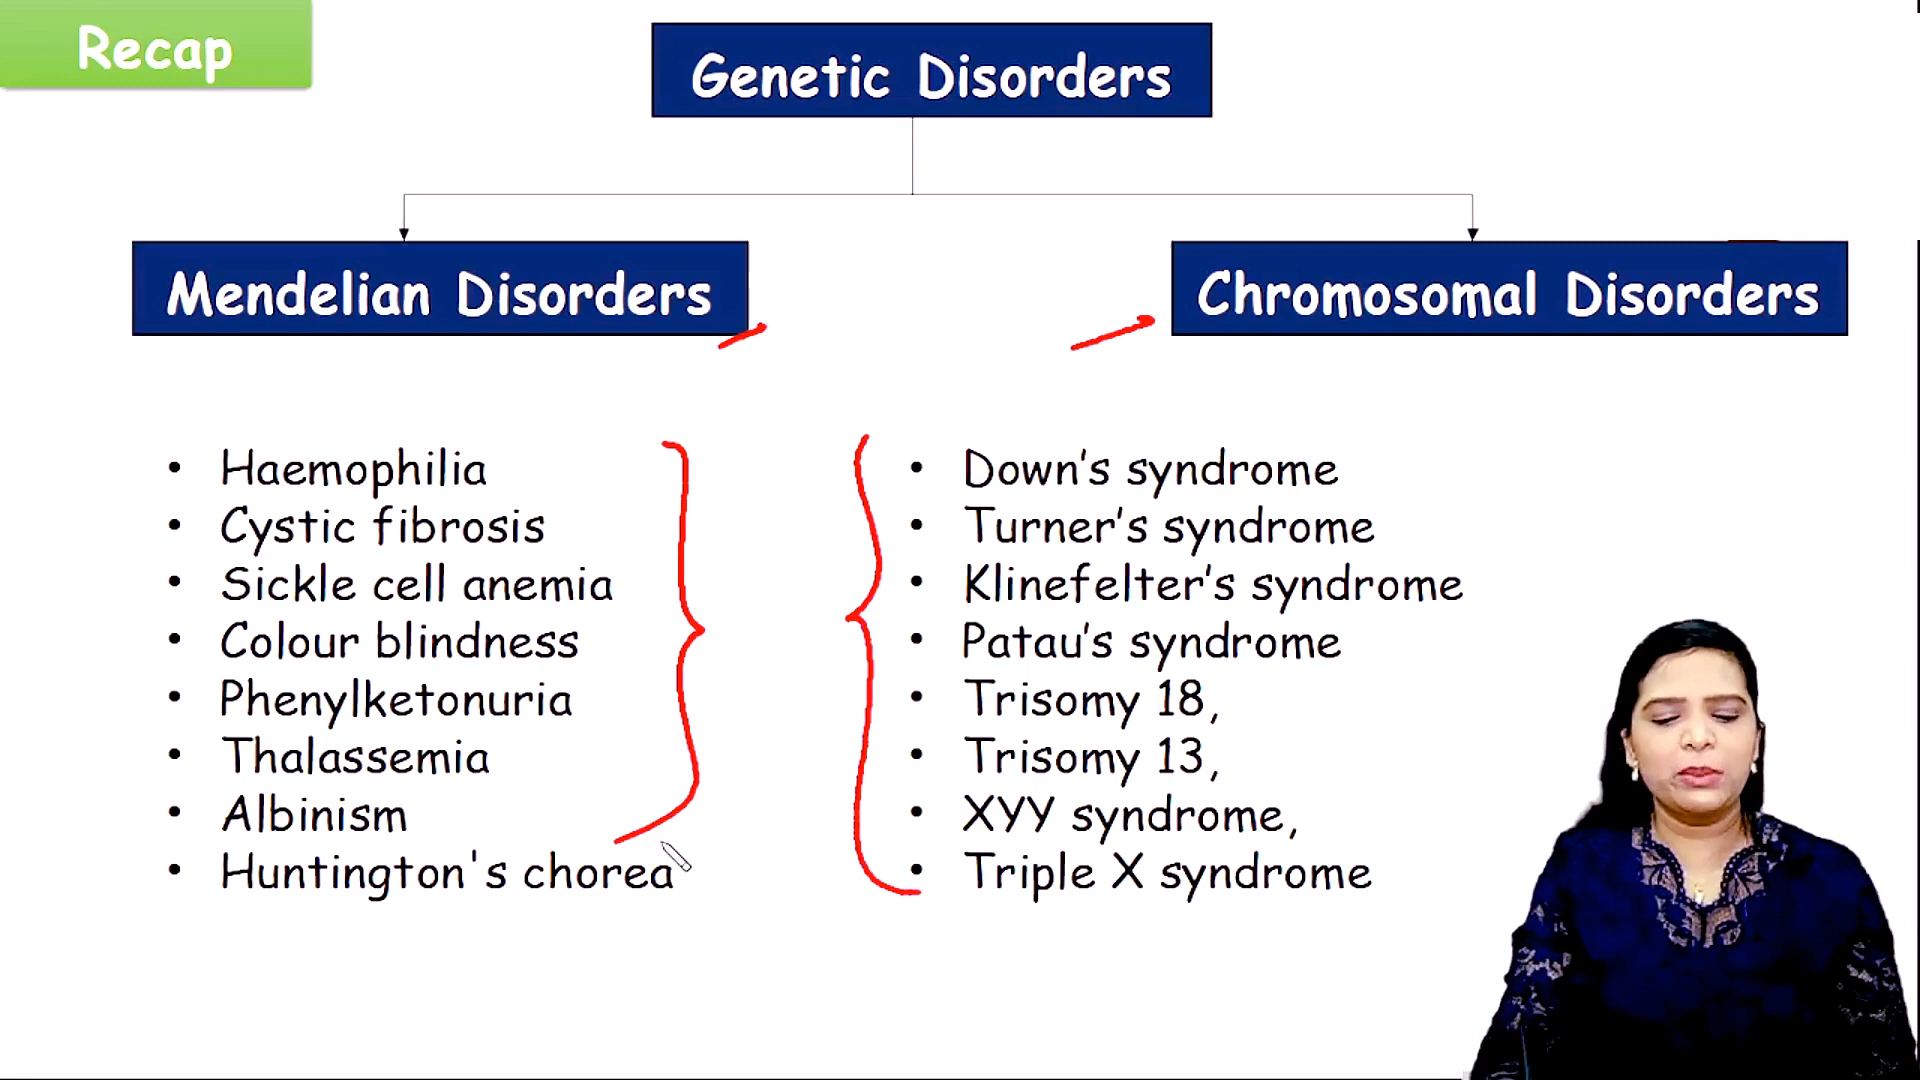 Recap
Genetic Disorders
Mendelian Disorders
Chromosomal Disorders
• Haemophilia
• Cystic fibrosis
• Sickle cell anemia
• Colour blindness
• Phenylketonuria
• Thalassemia
• Albinism
• Huntington's chorea
• Down's syndrome
• Turner's syndrome
• Klinefelter's syndrome
• Patau's syndrome
• Trisomy 18,
• Trisomy 13,
• XYY syndrome,
• Triple X syndrome